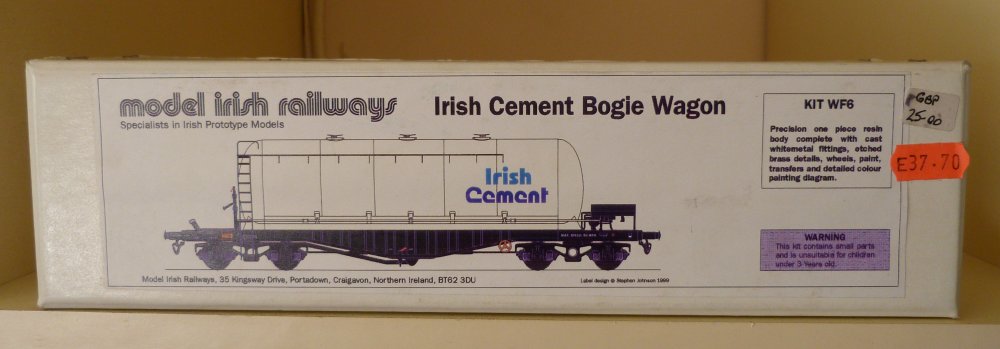 model irish railways
Specialists in Irish Prototype Models
Irish Cement Bogie Wagon
KIT WF6
Precision one piece resin
body complete with cast
whitemetal fittings, etched
brass details, wheels, paint,
transfers and detailed colour
painting diagram.
GBP
25-00
E37.70
Irish
Cement
WARNING
This kit contains small parts
and is unsuitable for children
under 3 Years old.
Model Irish Railways, 35 Kingsway Drive, Portadown, Craigavon, Northern Ireland, BT62 3DU
Label design © Stephen Johnson 1999